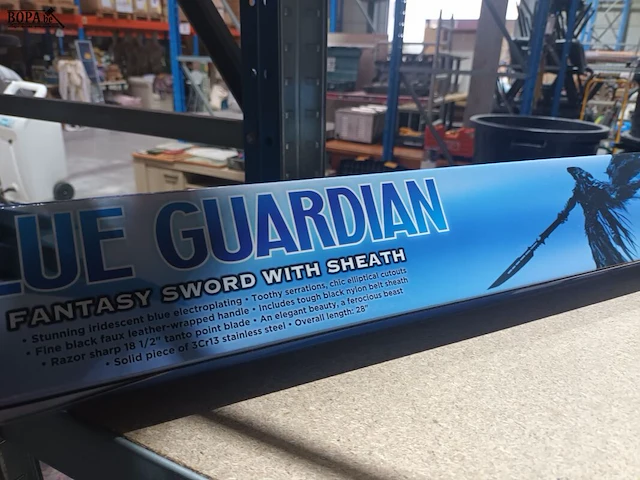 BOPA.be
LUE GUARDIAN
FANTASY SWORD WITH SHEATH
• Stunning iridescent blue electroplating • Toothy serrations, chic elliptical cutouts
• Fine black faux leather-wrapped handle • Includes tough black nylon belt sheath
• Razor sharp 18 1/2" tanto point blade • An elegant beauty, a ferocious beast
• Solid piece of 3Cr13 stainless steel • Overall length: 28"